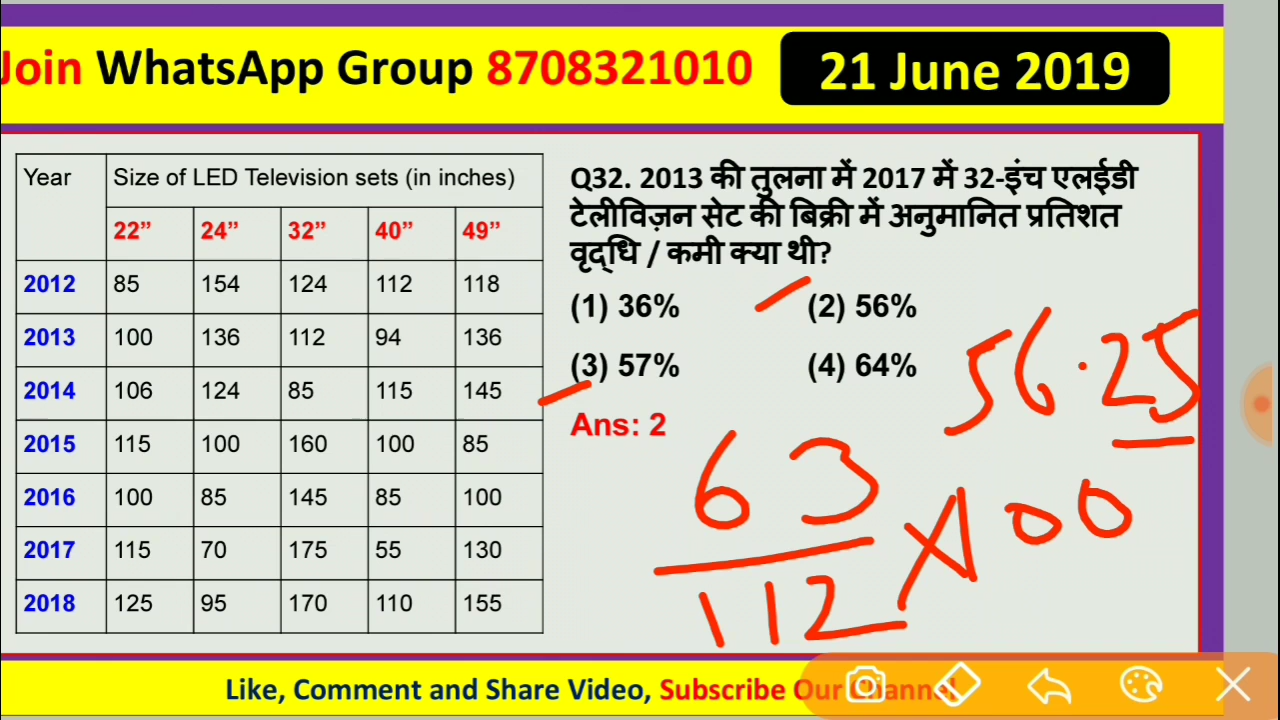 Join WhatsApp Group 8708321010
21 June 2019
Year Size of LED Television sets (in inches)
22” 24” 32” 40” 49”
2012 85 154 124 112 118
2013 100 136 112 94 136
2014 106 124 85 115 145
2015 115 100 160 100 85
2016 100 85 145 85 100
2017 115 70 175 55 130
2018 125 95 170 110 155
Q32. 2013 की तुलना में 2017 में 32-इंच एलईडी
टेलीविज़न सेट की बिक्री में अनुमानित प्रतिशत
वृद्धि / कमी क्या थी?
(1) 36% (2) 56%
(3) 57% (4) 64%
Ans: 2
56.25
63
112
×100
Like, Comment and Share Video, Subscribe Our Channel